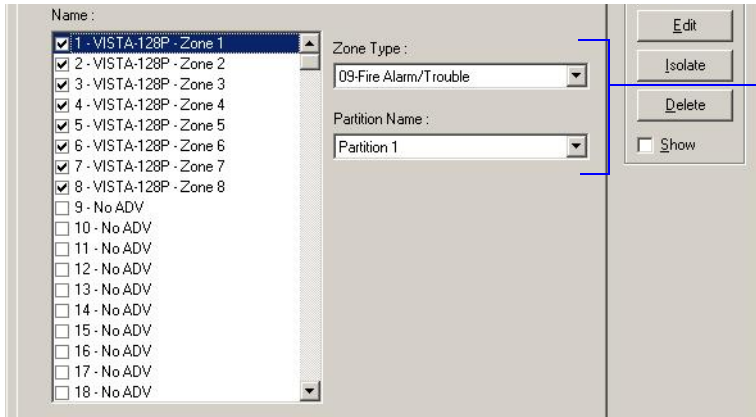 Name :
1 - VISTA-128P - Zone 1
2 - VISTA-128P - Zone 2
3 - VISTA-128P - Zone 3
4 - VISTA-128P - Zone 4
5 - VISTA-128P - Zone 5
6 - VISTA-128P - Zone 6
7 - VISTA-128P - Zone 7
8 - VISTA-128P - Zone 8
9 - No ADV
10 - No ADV
11 - No ADV
12 - No ADV
13 - No ADV
14 - No ADV
15 - No ADV
16 - No ADV
17 - No ADV
18 - No ADV
Zone Type :
09-Fire Alarm/Trouble
Partition Name :
Partition 1
Edit
Isolate
Delete
Show